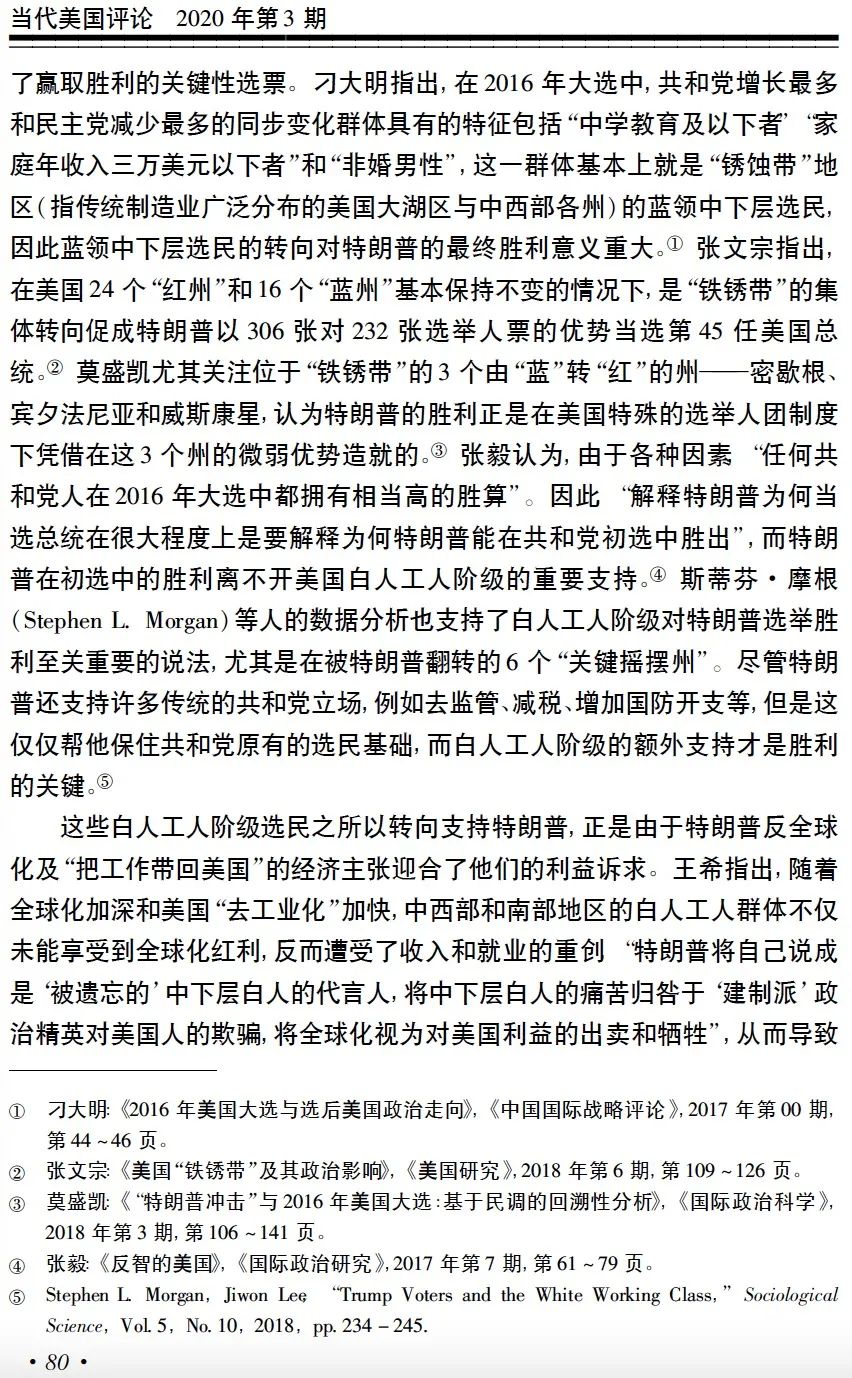 当代美国评论 2020 年第 3 期
了赢取胜利的关键性选票。刁大明指出,在 2016 年大选中,共和党增长最多
和民主党减少最多的同步变化群体具有的特征包括“中学教育及以下者”“家
庭年收入三万美元以下者”和“非婚男性”,这一群体基本上就是“锈蚀带”地
区(指传统制造业广泛分布的美国大湖区与中西部各州)的蓝领中下层选民,
因此蓝领中下层选民的转向对特朗普的最终胜利意义重大。① 张文宗指出,
在美国 24 个“红州”和 16 个“蓝州”基本保持不变的情况下,是“铁锈带”的集
体转向促成特朗普以 306 张对 232 张选举人票的优势当选第 45 任美国总
统。② 莫盛凯尤其关注位于“铁锈带”的 3 个由“蓝”转“红”的州——密歇根、
宾夕法尼亚和威斯康星,认为特朗普的胜利正是在美国特殊的选举人团制度
下凭借在这 3 个州的微弱优势造就的。③ 张毅认为,由于各种因素,“任何共
和党人在 2016 年大选中都拥有相当高的胜算”。因此 “解释特朗普为何当
选总统在很大程度上是要解释为何特朗普能在共和党初选中胜出”,而特朗
普在初选中的胜利离不开美国白人工人阶级的重要支持。④ 斯蒂芬·摩根
(Stephen L. Morgan)等人的数据分析也支持了白人工人阶级对特朗普选举胜
利至关重要的说法,尤其是在被特朗普翻转的 6 个“关键摇摆州”。尽管特朗
普还支持许多传统的共和党立场,例如去监管、减税、增加国防开支等,但是这
仅仅帮他保住共和党原有的选民基础,而白人工人阶级的额外支持才是胜利
的关键。⑤
这些白人工人阶级选民之所以转向支持特朗普,正是由于特朗普反全球
化及“把工作带回美国”的经济主张迎合了他们的利益诉求。王希指出,随着
全球化加深和美国“去工业化”加快,中西部和南部地区的白人工人群体不仅
未能享受到全球化红利,反而遭受了收入和就业的重创 “特朗普将自己说成
是‘被遗忘的’中下层白人的代言人,将中下层白人的痛苦归咎于‘建制派’政
治精英对美国人的欺骗,将全球化视为对美国利益的出卖和牺牲”,从而导致
① 刁大明:《2016 年美国大选与选后美国政治走向》,《中国国际战略评论》,2017 年第 00 期,
第 44 ~ 46 页。
② 张文宗:《美国“铁锈带”及其政治影响》,《美国研究》,2018 年第 6 期,第 109 ~ 126 页。
③ 莫盛凯:《“特朗普冲击”与 2016 年美国大选:基于民调的回溯性分析》,《国际政治科学》,
2018 年第 3 期,第 106 ~ 141 页。
④ 张毅:《反智的美国》,《国际政治研究》,2017 年第 7 期,第 61 ~ 79 页。
⑤ Stephen L. Morgan, Jiwon Lee, “Trump Voters and the White Working Class,” Sociological
Science, Vol. 5, No. 10, 2018, pp. 234 – 245.
· 80 ·